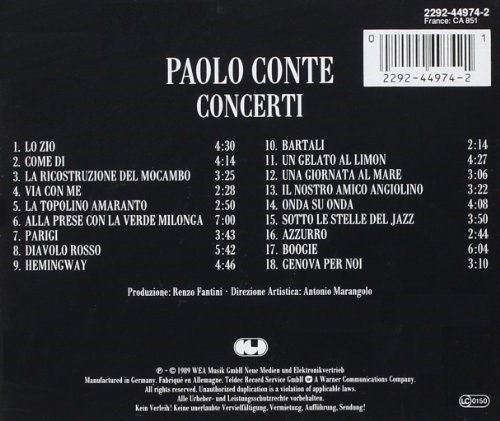 2292-44974-2
France: CA 851
0 1
2292-44974-2
PAOLO CONTE
CONCERTI
1. LO ZIO 4:30
2. COME DI 4:14
3. LA RICOSTRUZIONE DEL MOCAMBO 3:25
4. VIA CON ME 2:28
5. LA TOPOLINO AMARANTO 2:50
6. ALLA PRESE CON LA VERDE MILONGA 7:00
7. PARIGI 3:43
8. DIAVOLO ROSSO 5:42
9. HEMINGWAY 4:46
10. BARTALI 2:14
11. UN GELATO AL LIMON 4:27
12. UNA GIORNATA AL MARE 3:06
13. IL NOSTRO AMICO ANGIOLINO 3:22
14. ONDA SU ONDA 4:08
15. SOTTO LE STELLE DEL JAZZ 3:50
16. AZZURRO 2:44
17. BOOGIE 6:04
18. GENOVA PER NOI 3:10
Produzione: Renzo Fantini · Direzione Artistica: Antonio Marangolo
℗ - © 1989 WEA Musik GmbH Neue Medien und Elektronikvertrieb
Manufactured in Germany. Fabriqué en Allemagne. Teldec Record Service GmbH A Warner Communications Company.
All rights reserved. Unauthorized duplication is a violation of applicable laws.
Alle Urheber- und Leistungsschutzrechte vorbehalten.
Kein Verleih! Keine unerlaubte Vervielfältigung, Vermietung, Aufführung, Sendung!
LC 0150